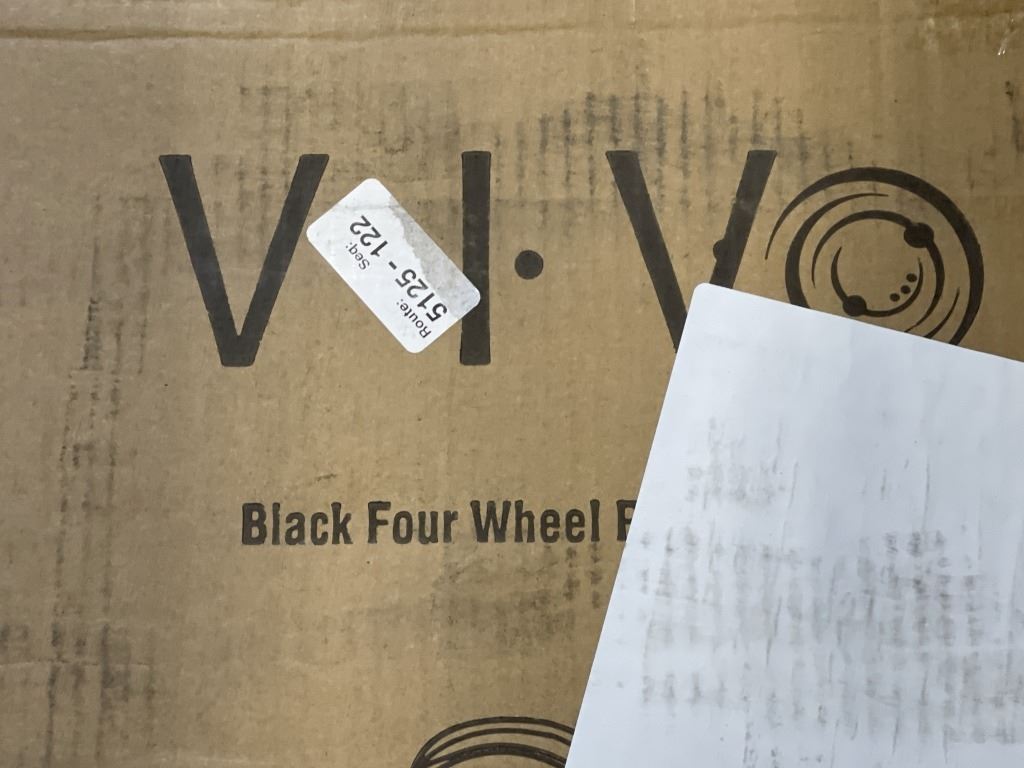 V·I·V·O
Route: Seq:
5125 - 122
Black Four Wheel